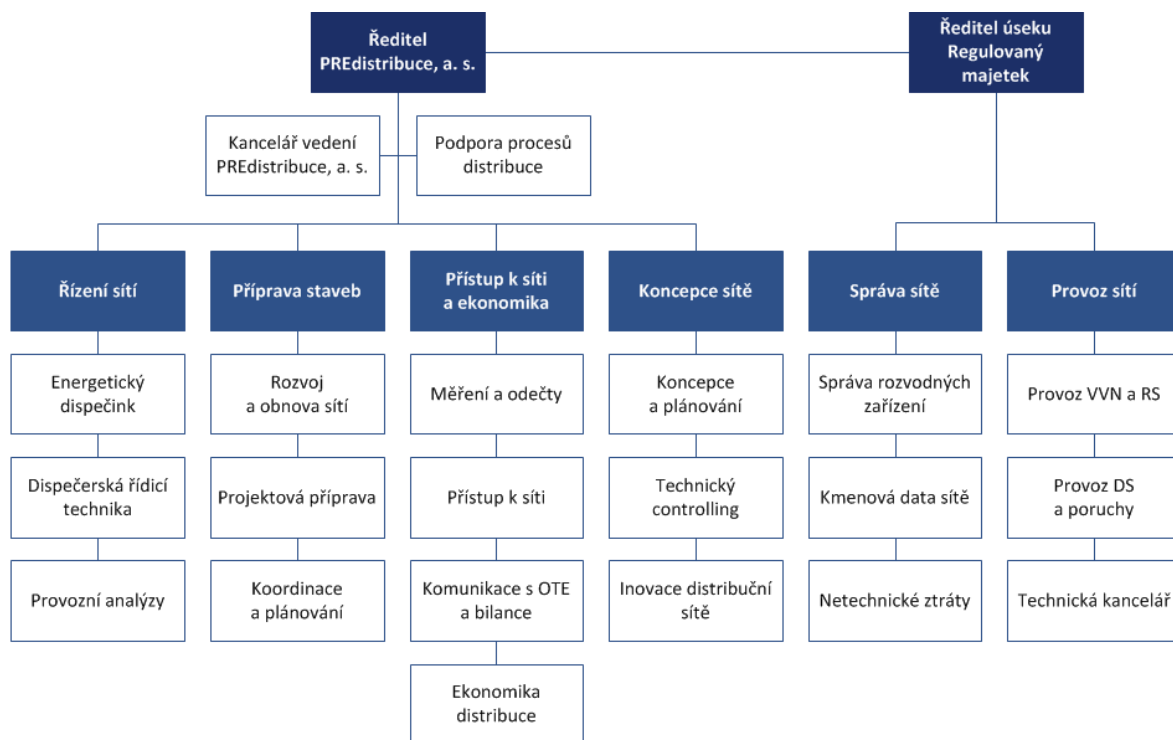 Ředitel
PREdistribuce, a. s.
Ředitel úseku
Regulovaný
majetek
Kancelář vedení
PREdistribuce, a. s.
Podpora procesů
distribuce
Řízení sítí
Příprava staveb
Přístup k síti
a ekonomika
Koncepce sítě
Správa sítě
Provoz sítí
Energetický
dispečink
Rozvoj
a obnova sítí
Měření a odečty
Koncepce
a plánování
Správa rozvodných
zařízení
Provoz VVN a RS
Dispečerská řídicí
technika
Projektová příprava
Přístup k síti
Technický
controlling
Kmenová data sítě
Provoz DS
a poruchy
Provozní analýzy
Koordinace
a plánování
Komunikace s OTE
a bilance
Inovace distribuční
sítě
Netechnické ztráty
Technická kancelář
Ekonomika
distribuce